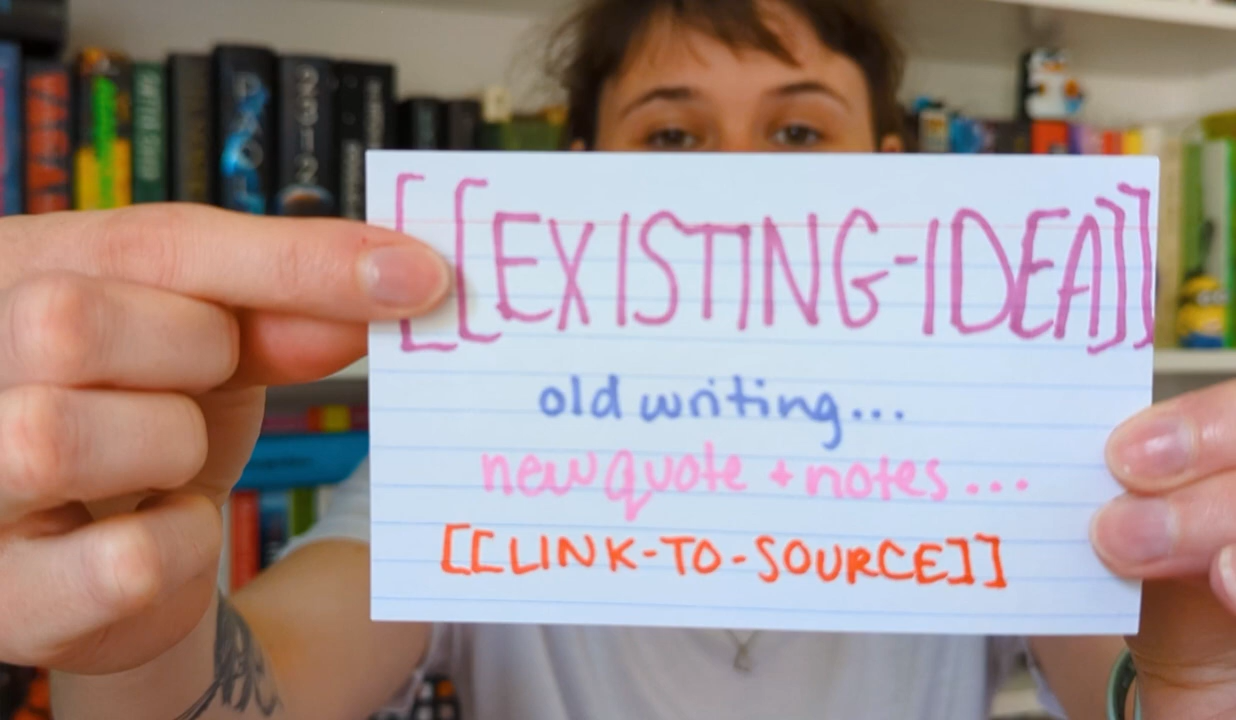 [[EXISTING-IDEA]]
old writing...
new quote + notes...
[[LINK-TO-SOURCE]]